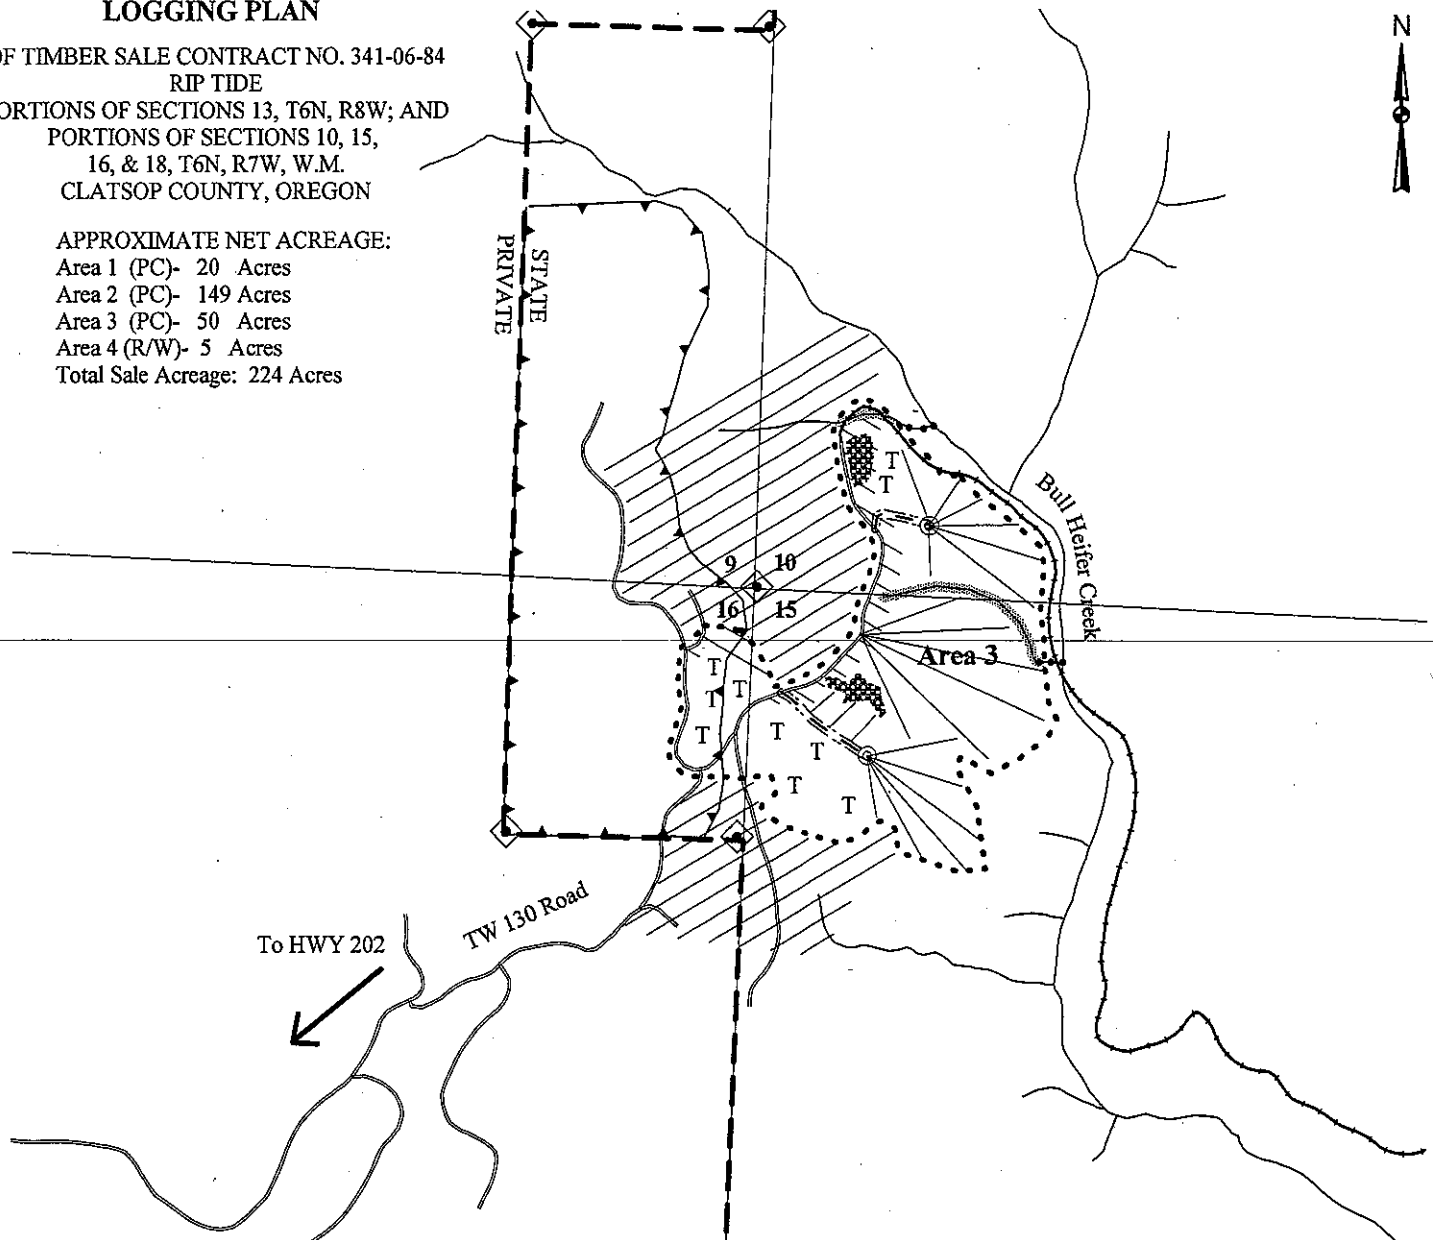 LOGGING PLAN
OF TIMBER SALE CONTRACT NO. 341-06-84
RIP TIDE
PORTIONS OF SECTIONS 13, T6N, R8W; AND
PORTIONS OF SECTIONS 10, 15,
16, & 18, T6N, R7W, W.M.
CLATSOP COUNTY, OREGON
APPROXIMATE NET ACREAGE:
Area 1 (PC)- 20 Acres
Area 2 (PC)- 149 Acres
Area 3 (PC)- 50 Acres
Area 4 (R/W)- 5 Acres
Total Sale Acreage: 224 Acres
N
STATE
PRIVATE
T
T
Bull Heifer Creek
9 10
16 15
Area 3
T
T
T
T
T
T
T
T
TW 130 Road
To HWY 202